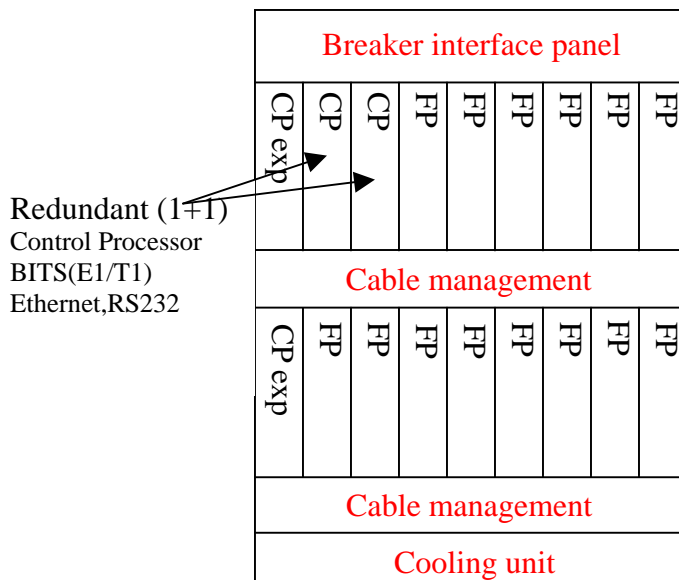 Breaker interface panel
CP exp
CP
CP
FP
FP
FP
FP
FP
FP
Redundant (1+1)
Control Processor
BITS(E1/T1)
Ethernet,RS232
Cable management
CP exp
FP
FP
FP
FP
FP
FP
FP
FP
Cable management
Cooling unit